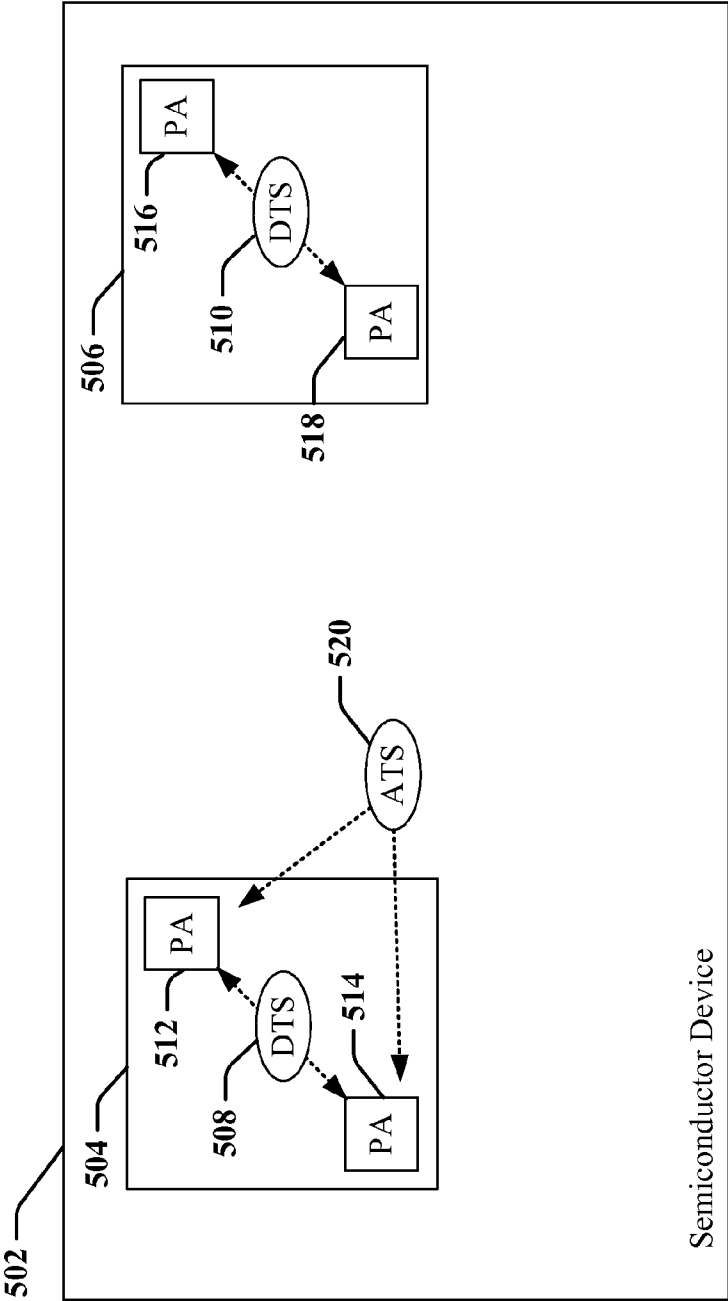 502
504
506
516
PA
512
PA
508
510
DTS
DTS
518
520
514
PA
PA
ATS
Semiconductor Device